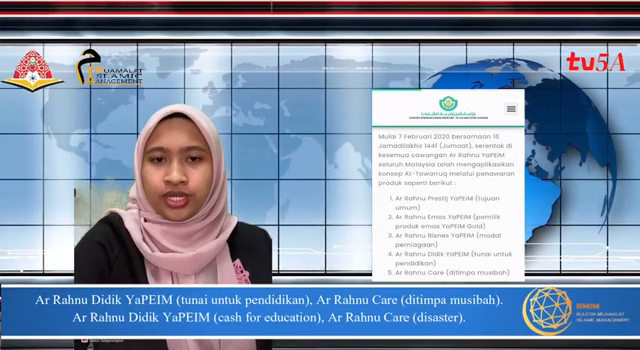 MUAMALAT
ISLAMIC
MANAGEMENT
tu5A
Mulai 7 Februari 2020 bersamaan 16
Jamadilakhir 1441 (Jumaat), serentak di
kesemua cawangan Ar Rahnu YaPEIM
seluruh Malaysia telah mengaplikasikan
konsep At-Tawarruq melalui penawaran
produk seperti berikut :
1. Ar Rahnu Prestij YaPEIM (tujuan
umum)
2. Ar Rahnu Emas YaPEIM (pemilik
produk emas YaPEIM Gold)
3. Ar Rahnu Bisnes YaPEIM (modal
perniagaan)
4. Ar Rahnu Didik YaPEIM (tunai untuk
pendidikan)
5. Ar Rahnu Care (ditimpa musibah)
Ar Rahnu Didik YaPEIM (tunai untuk pendidikan), Ar Rahnu Care (ditimpa musibah).
Ar Rahnu Didik YaPEIM (cash for education), Ar Rahnu Care (disaster).
BMIM
BULETIN MUAMALAT
ISLAMIC MANAGEMENT